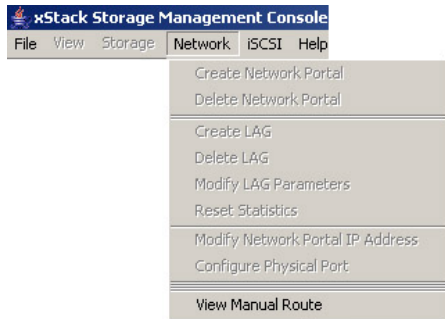 xStack Storage Management Console
File View Storage Network iSCSI Help
Create Network Portal
Delete Network Portal
Create LAG
Delete LAG
Modify LAG Parameters
Reset Statistics
Modify Network Portal IP Address
Configure Physical Port
View Manual Route